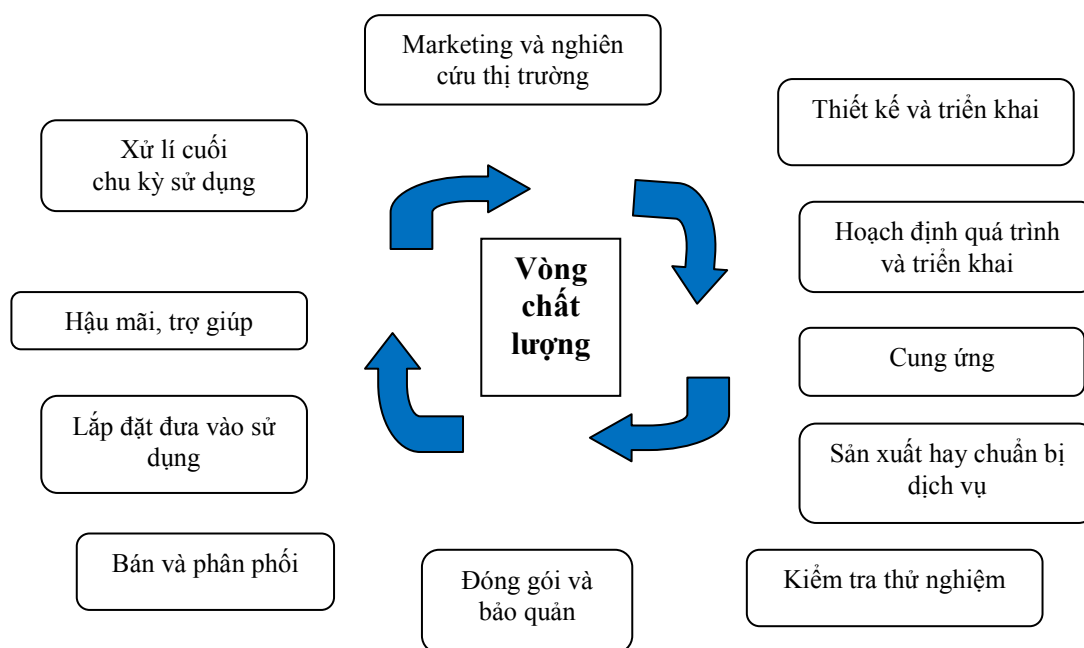 Marketing và nghiên
cứu thị trường
Thiết kế và triển khai
Xử lí cuối
chu kỳ sử dụng
Hoạch định quá trình
và triển khai
Vòng
chất
lượng
Hậu mãi, trợ giúp
Cung ứng
Lắp đặt đưa vào sử
dụng
Sản xuất hay chuẩn bị
dịch vụ
Bán và phân phối
Đóng gói và
bảo quản
Kiểm tra thử nghiệm